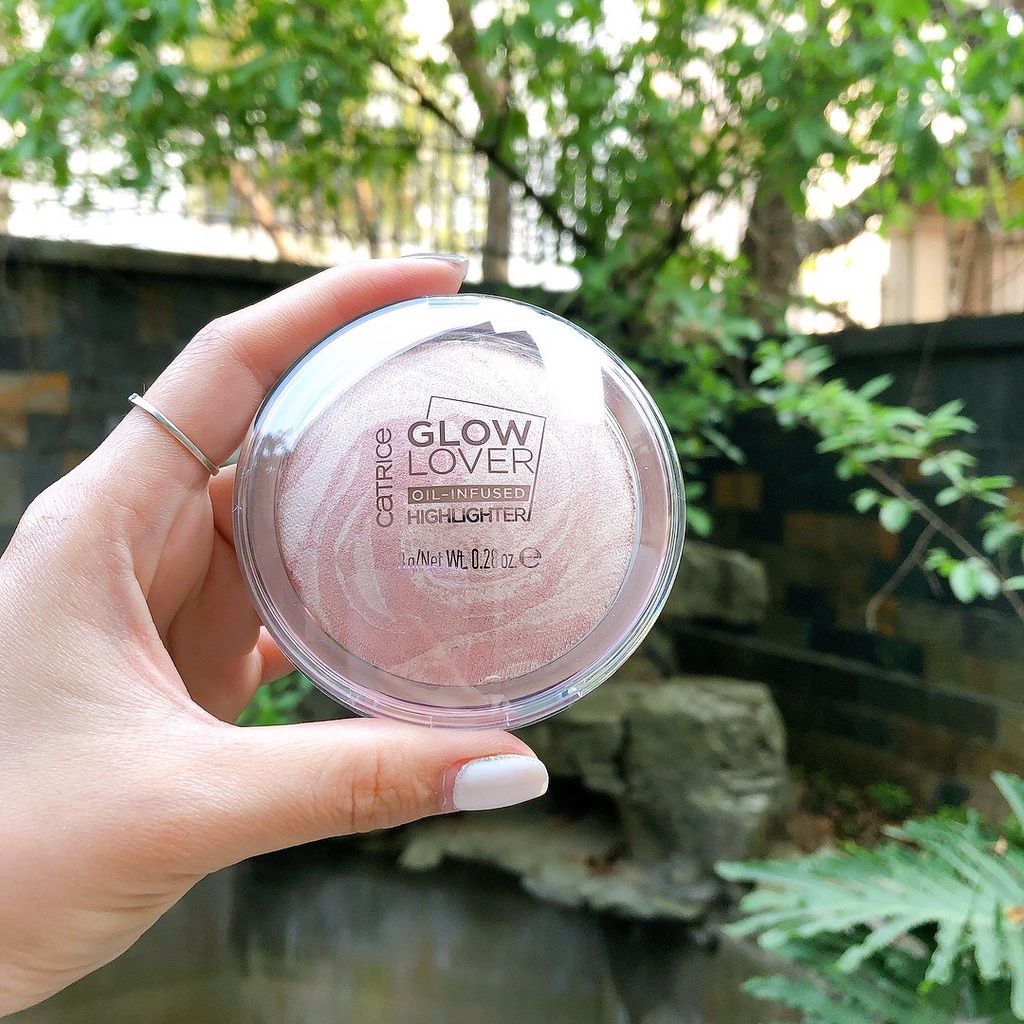 CATRICE
GLOW
LOVER
OIL-INFUSED
HIGHLIGHTER
g/Net Wt. 0.28 oz. ℮